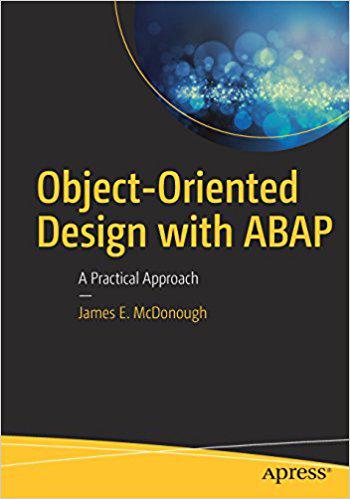 Object-Oriented
Design with ABAP
A Practical Approach
—
James E. McDonough
Apress®